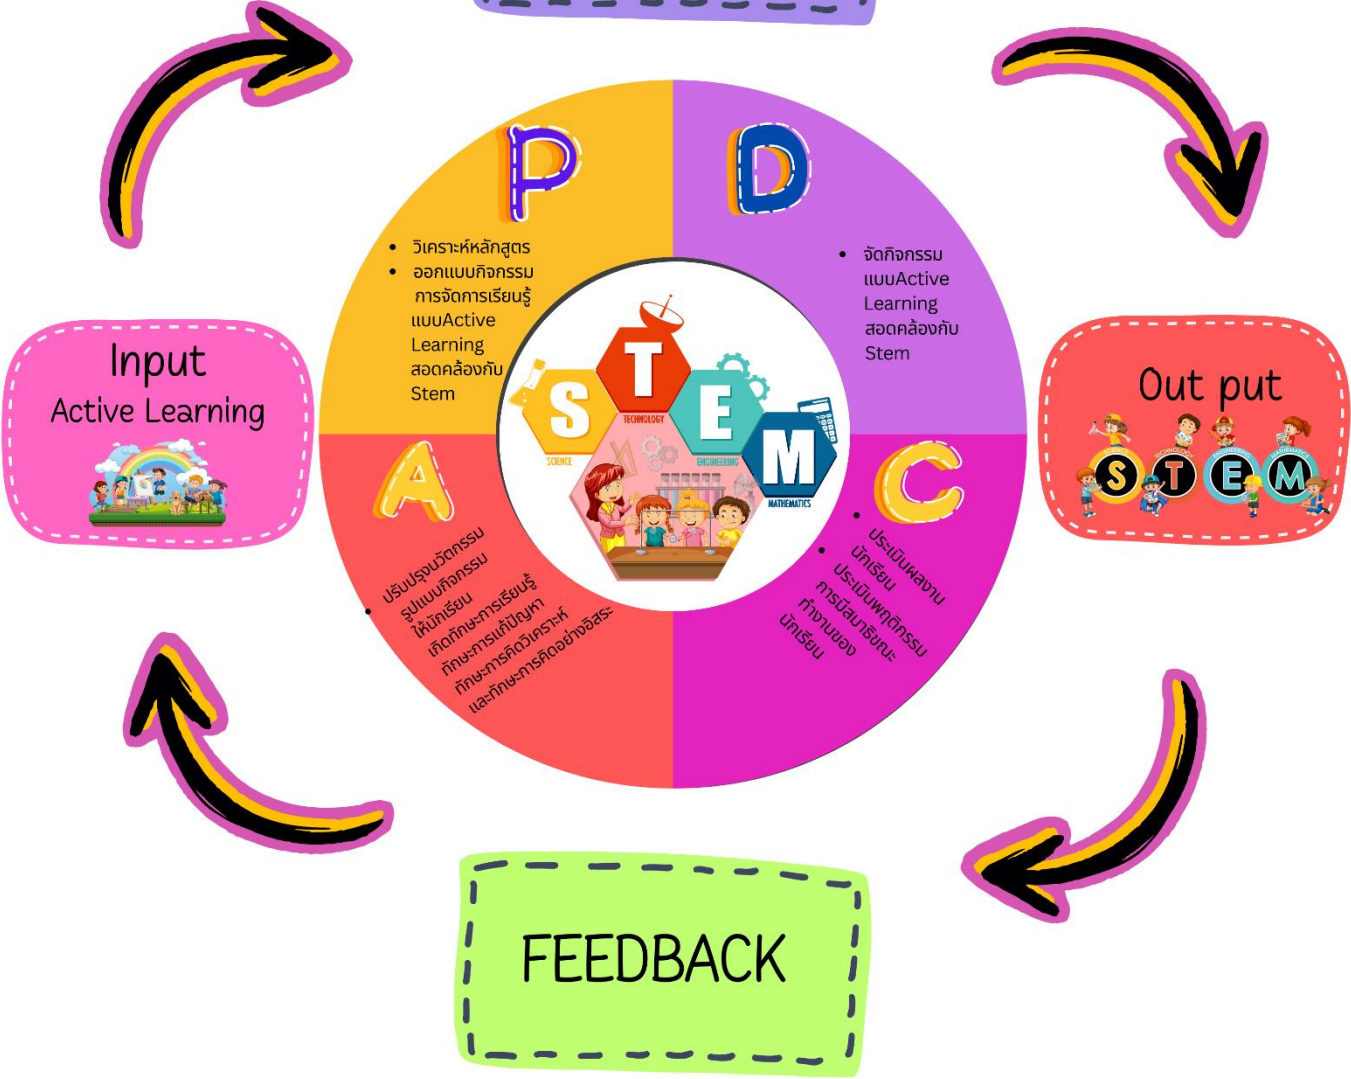 P
วิเคราะห์หลักสูตร
ออกแบบกิจกรรม
การจัดการเรียนรู้
แบบActive
Learning
สอดคล้องกับ
Stem
D
จัดกิจกรรม
แบบActive
Learning
สอดคล้องกับ
Stem
Input
Active Learning
S
T
E
M
SCIENCE
TECHNOLOGY
ENGINEERING
MATHEMATICS
Out put
SCIENCE
TECHNOLOGY
ENGINEERING
MATHEMATICS
S T E M
A
ปรับปรุงนวัตกรรม
รูปแบบกิจกรรม
ให้นักเรียน
เกิดทักษะการเรียนรู้
ทักษะการแก้ปัญหา
ทักษะการคิดวิเคราะห์
และทักษะการคิดอย่างอิสระ
C
ประเมินผลงาน
นักเรียน
ประเมินพฤติกรรม
การมีสมาธิขณะ
ทำงานของ
นักเรียน
FEEDBACK